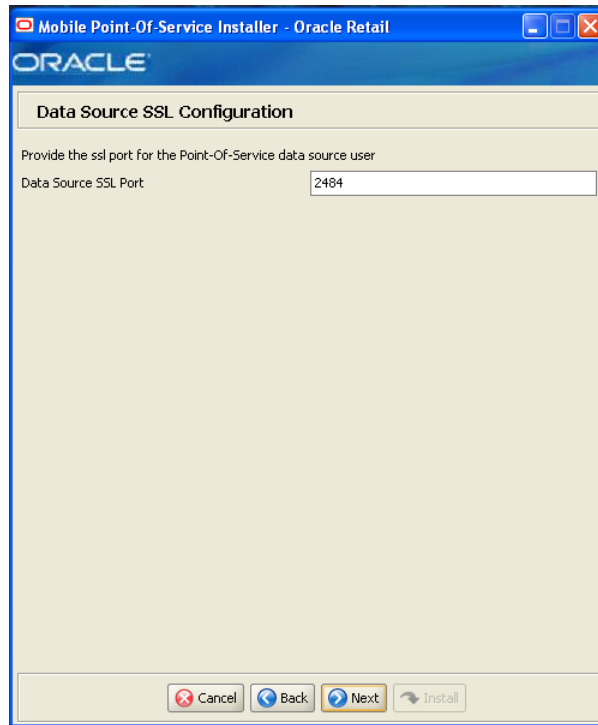 Mobile Point-Of-Service Installer - Oracle Retail
ORACLE
Data Source SSL Configuration
Provide the ssl port for the Point-Of-Service data source user
Data Source SSL Port 2484
Cancel Back Next Install